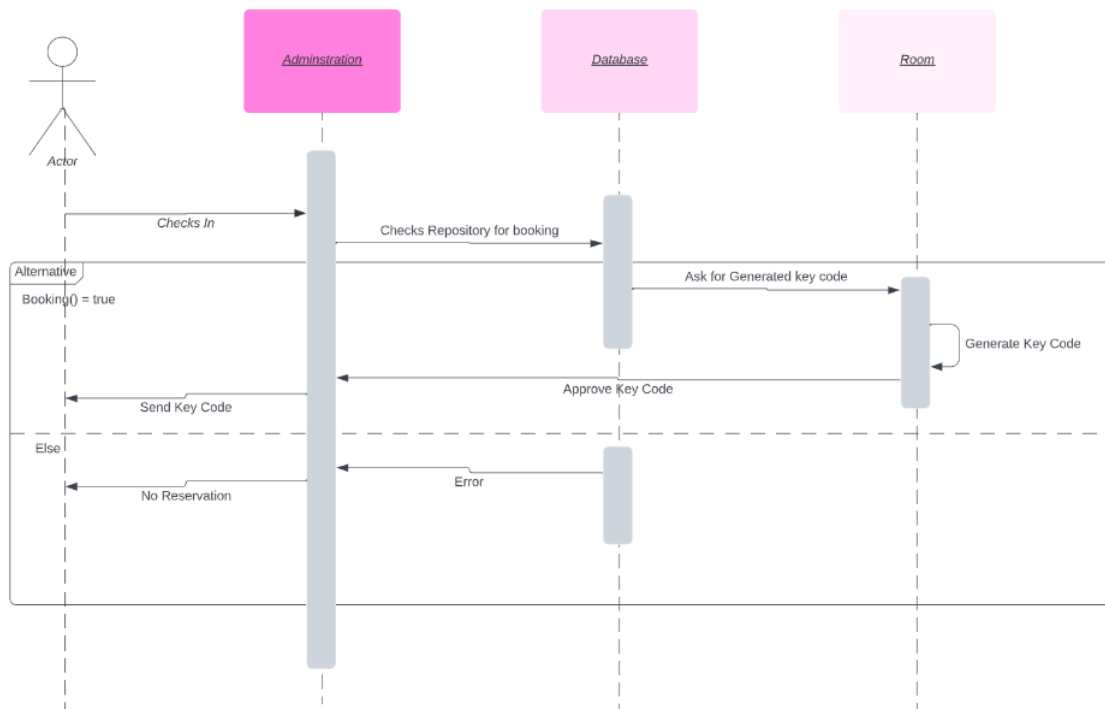 Adminstration
Database
Room
Actor
Checks In
Checks Repository for booking
Alternative
Booking() = true
Ask for Generated key code
Generate Key Code
Approve Key Code
Send Key Code
Else
Error
No Reservation